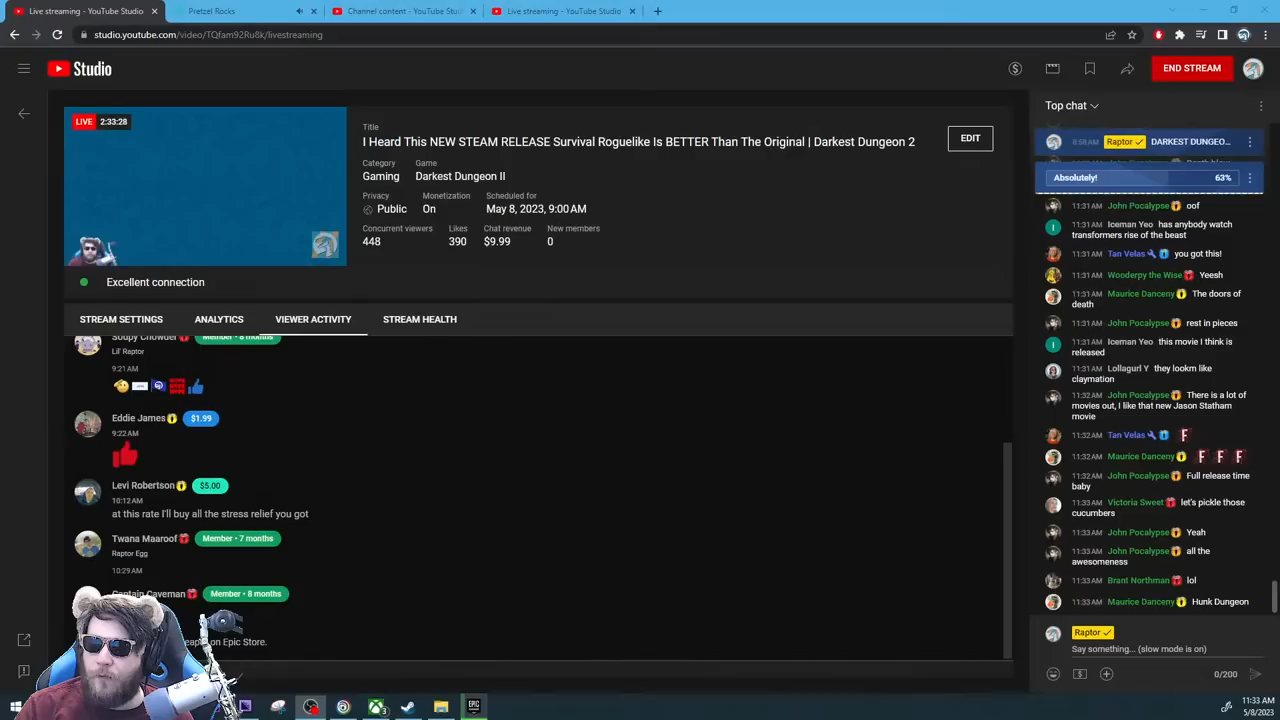 Live streaming - YouTube Studio
Pretzel Rocks
Channel content - YouTube Stud
Live streaming - YouTube Studio
studio.youtube.com/video/TQfam92Ru8k/livestreaming
Studio
END STREAM
LIVE 2:33:28
Title
I Heard This NEW STEAM RELEASE Survival Roguelike Is BETTER Than The Original | Darkest Dungeon 2
EDIT
Category Game
Gaming Darkest Dungeon II
Privacy Monetization Scheduled for
Public On May 8, 2023, 9:00 AM
Concurrent viewers Likes Chat revenue New members
448 390 $9.99 0
Excellent connection
STREAM SETTINGS ANALYTICS VIEWER ACTIVITY STREAM HEALTH
Soupy Chowder Member • 8 months
Lil' Raptor
9:21 AM
Eddie James $1.99
9:22 AM
Levi Robertson $5.00
10:12 AM
at this rate I'll buy all the stress relief you got
Twana Maaroof Member • 7 months
Raptor Egg
10:29 AM
Captain Caveman Member • 8 months
on Epic Store.
Top chat
8:58 AM Raptor DARKEST DUNGEO...
Absolutely! 63%
11:31 AM John Pocalypse oof
11:31 AM Iceman Yeo has anybody watch
transformers rise of the beast
11:31 AM Tan Velas you got this!
11:31 AM Wooderpy the Wise Yeesh
11:31 AM Maurice Danceny The doors of
death
11:31 AM John Pocalypse rest in pieces
11:31 AM Iceman Yeo this movie I think is
released
11:31 AM Lollagurl Y they lookm like
claymation
11:32 AM John Pocalypse There is a lot of
movies out, I like that new Jason Statham
movie
11:32 AM Tan Velas F
11:32 AM Maurice Danceny F F F
11:32 AM John Pocalypse Full release time
baby
11:33 AM Victoria Sweet let's pickle those
cucumbers
11:33 AM John Pocalypse Yeah
11:33 AM John Pocalypse all the
awesomeness
11:33 AM Brant Northman lol
11:33 AM Maurice Danceny Hunk Dungeon
Raptor
Say something... (slow mode is on)
0/200
EPIC
11:33 AM
5/8/2023